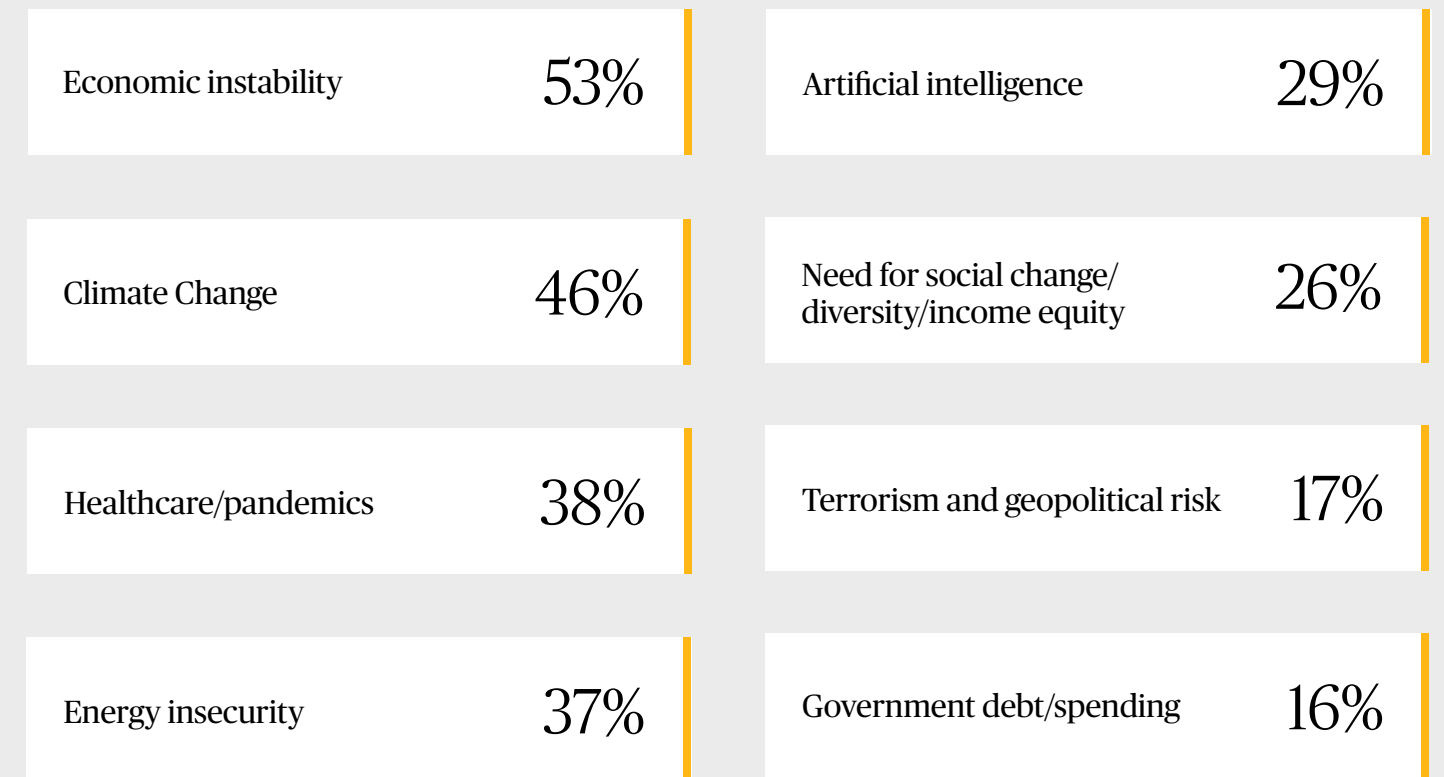 Economic instability 53%
Climate Change 46%
Healthcare/pandemics 38%
Energy insecurity 37%
Artificial intelligence 29%
Need for social change/
diversity/income equity 26%
Terrorism and geopolitical risk 17%
Government debt/spending 16%